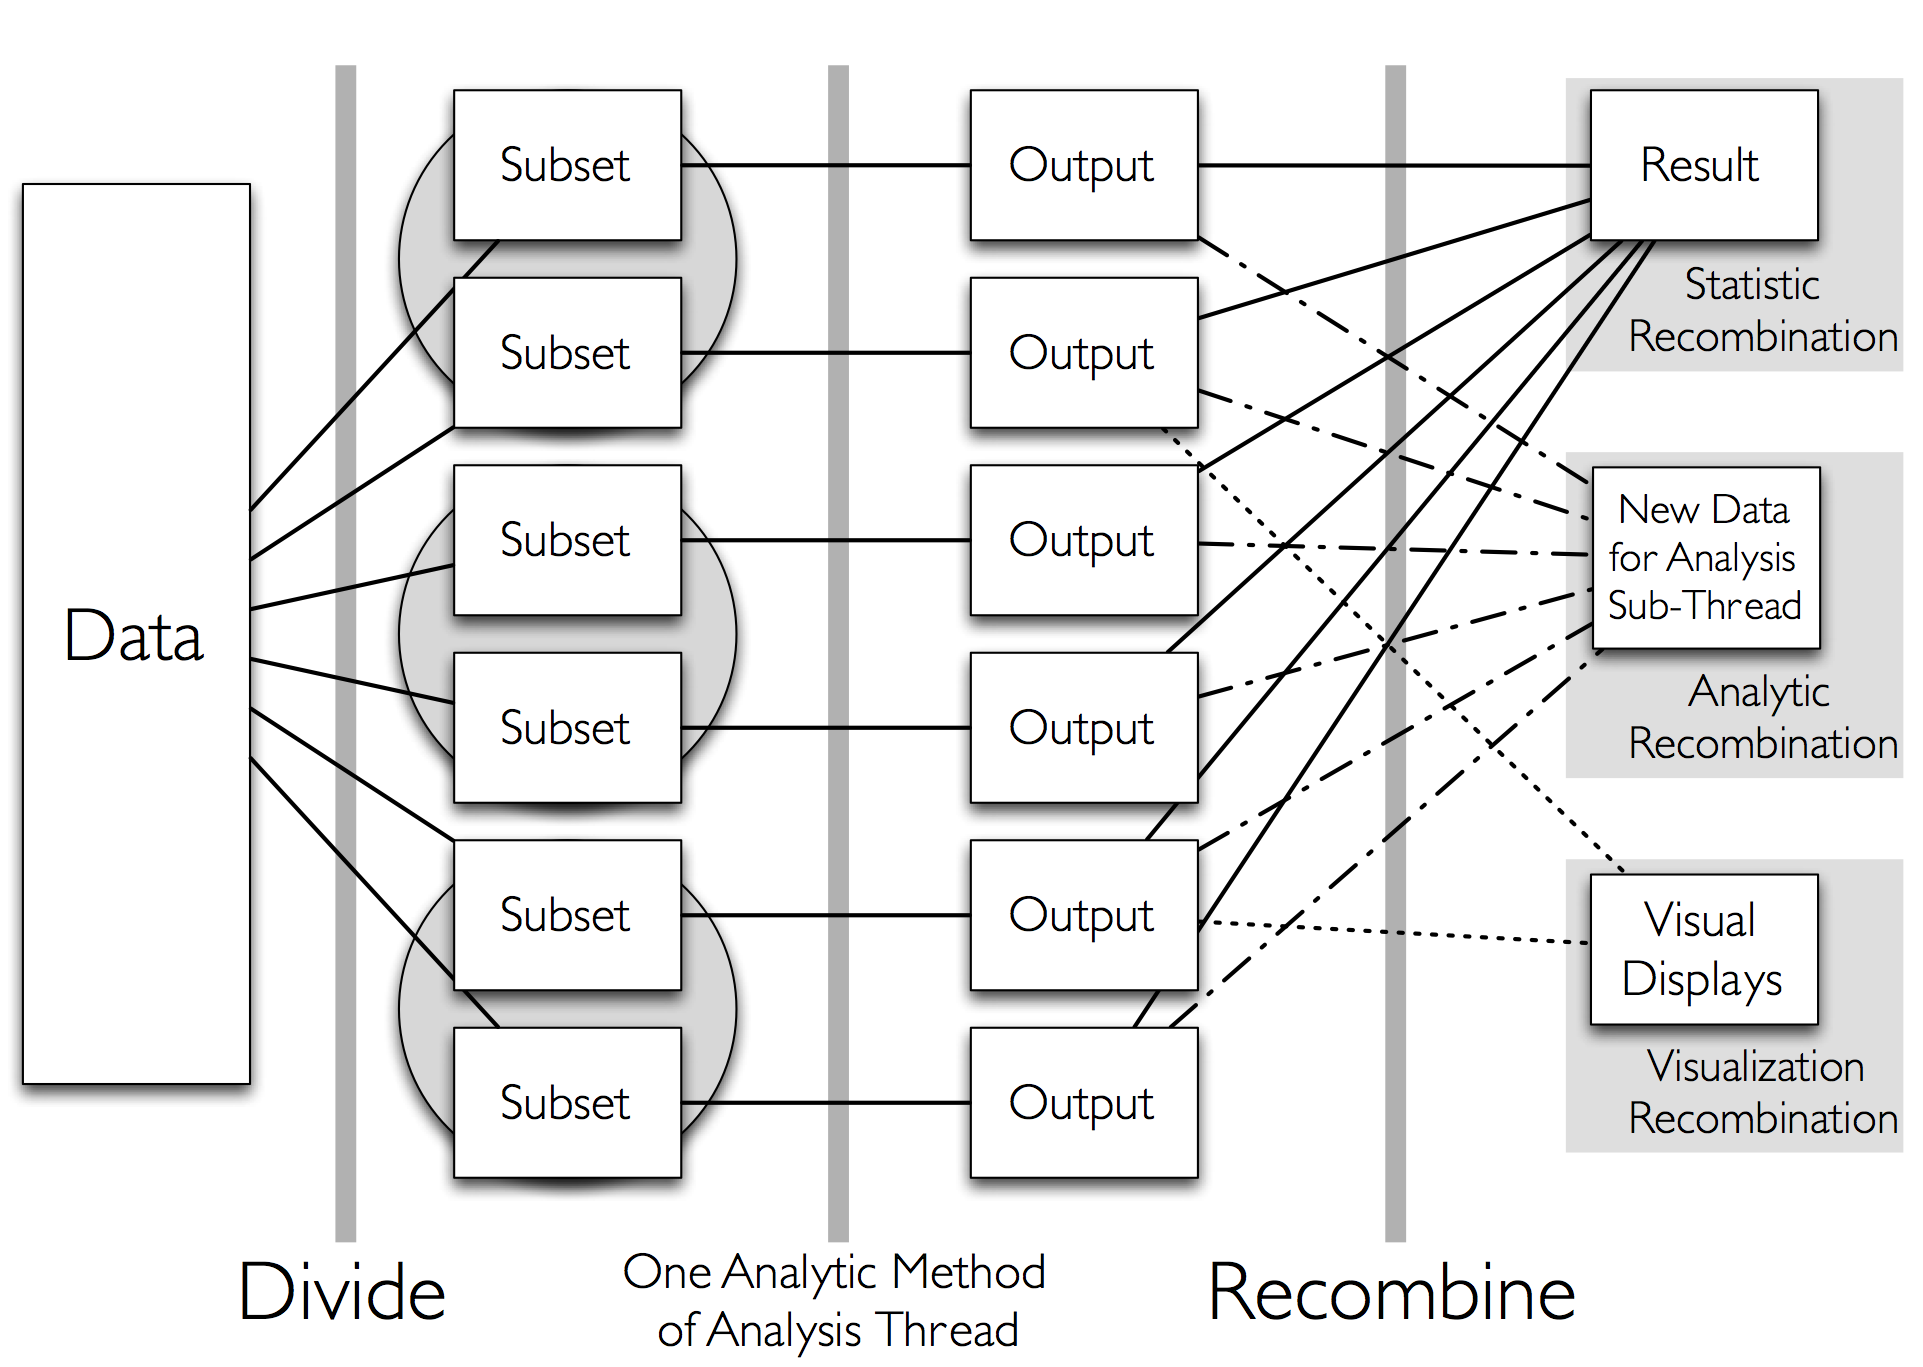 Data
Subset
Subset
Subset
Subset
Subset
Subset
Output
Output
Output
Output
Output
Output
Result
Statistic
Recombination
New Data
for Analysis
Sub-Thread
Analytic
Recombination
Visual
Displays
Visualization
Recombination
Divide
One Analytic Method
of Analysis Thread
Recombine